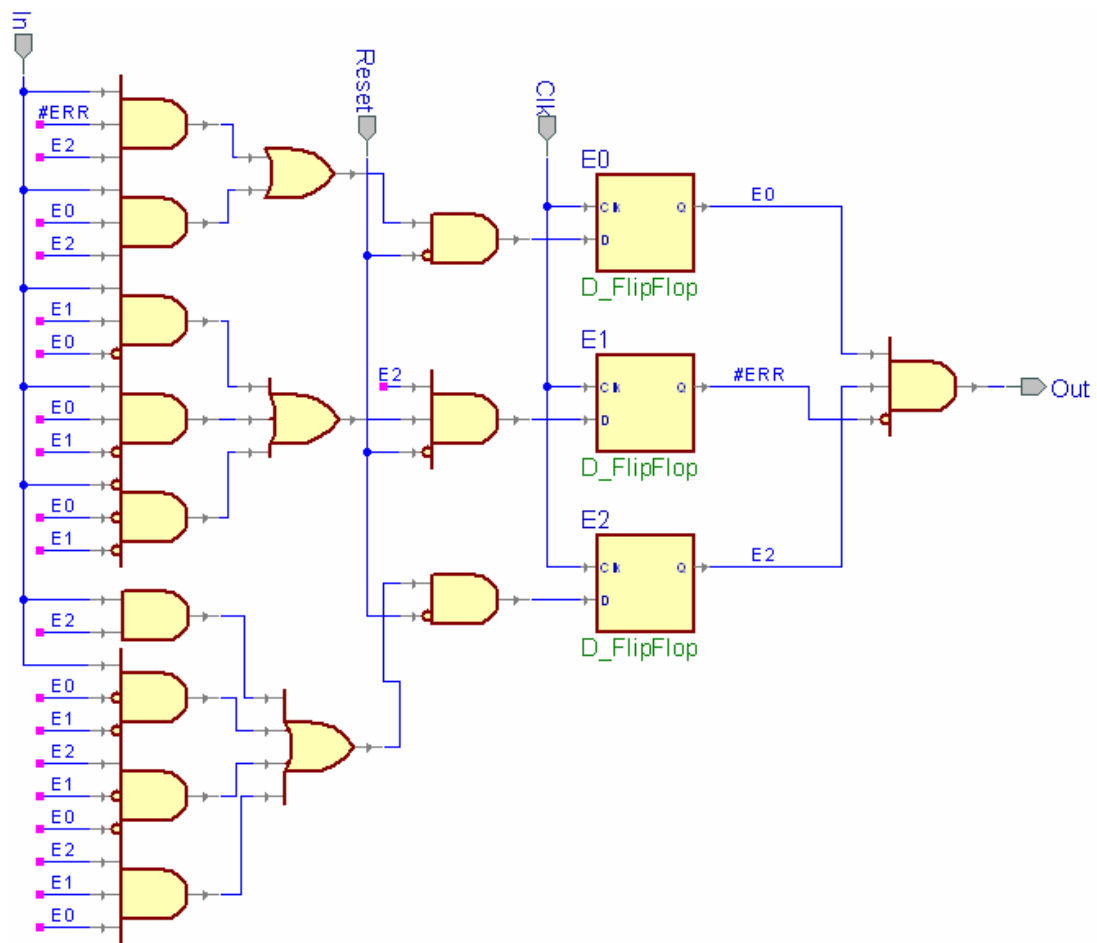 In
Reset
Clk
#ERR
E2
E0
E2
E1
E0
E0
E1
E0
E1
E2
E0
E1
E2
E1
E0
E2
E1
E0
E2
E0
Clk Q
D
D_FlipFlop
E0
E1
Clk Q
D
D_FlipFlop
#ERR
E2
Clk Q
D
D_FlipFlop
E2
Out